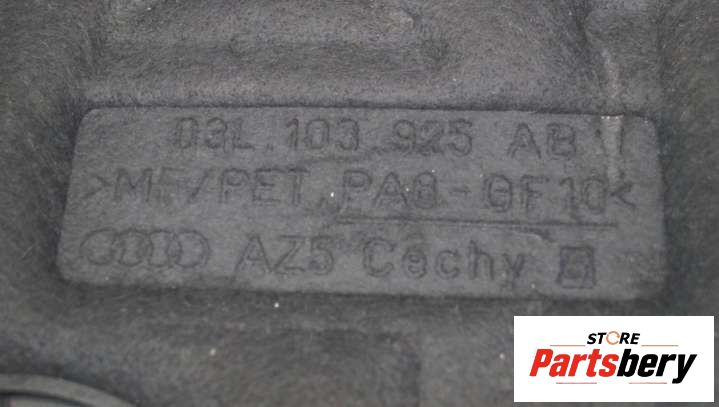 03L.103.925 AB
>MF/PET.PA6-GF10<
AZ5 Cechy
STORE
Partsbery